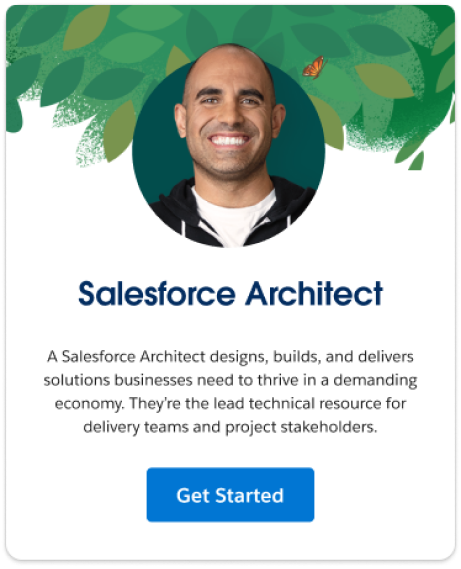 Salesforce Architect
A Salesforce Architect designs, builds, and delivers
solutions businesses need to thrive in a demanding
economy. They’re the lead technical resource for
delivery teams and project stakeholders.
Get Started